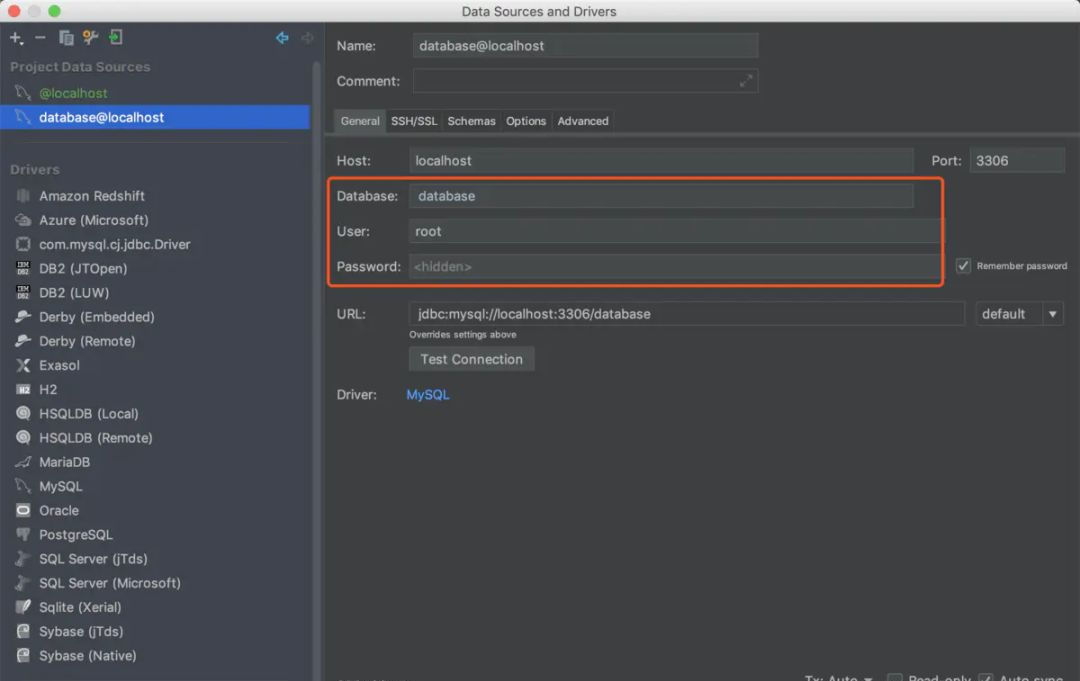 Data Sources and Drivers
Project Data Sources
@localhost
database@localhost
Drivers
Amazon Redshift
Azure (Microsoft)
com.mysql.cj.jdbc.Driver
DB2 (JTOpen)
DB2 (LUW)
Derby (Embedded)
Derby (Remote)
Exasol
H2
HSQLDB (Local)
HSQLDB (Remote)
MariaDB
MySQL
Oracle
PostgreSQL
SQL Server (jTds)
SQL Server (Microsoft)
Sqlite (Xerial)
Sybase (jTds)
Sybase (Native)
Name: database@localhost
Comment:
General SSH/SSL Schemas Options Advanced
Host: localhost Port: 3306
Database: database
User: root
Password: <hidden> Remember password
URL: jdbc:mysql://localhost:3306/database default
Overrides settings above
Test Connection
Driver: MySQL
Tx: Auto Read-only Auto sync